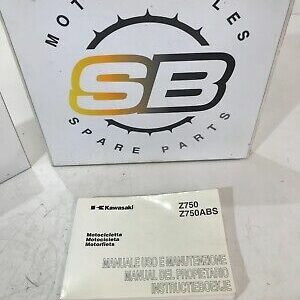 MOTORCYCLES
SB
SPARE PARTS
Kawasaki
Z750
Z750ABS
Motocicletta
Motocicleta
Motorfiets
MANUALE USO E MANUTENZIONE
MANUAL DEL PROPIETARIO
INSTRUCTIEBOEKJE